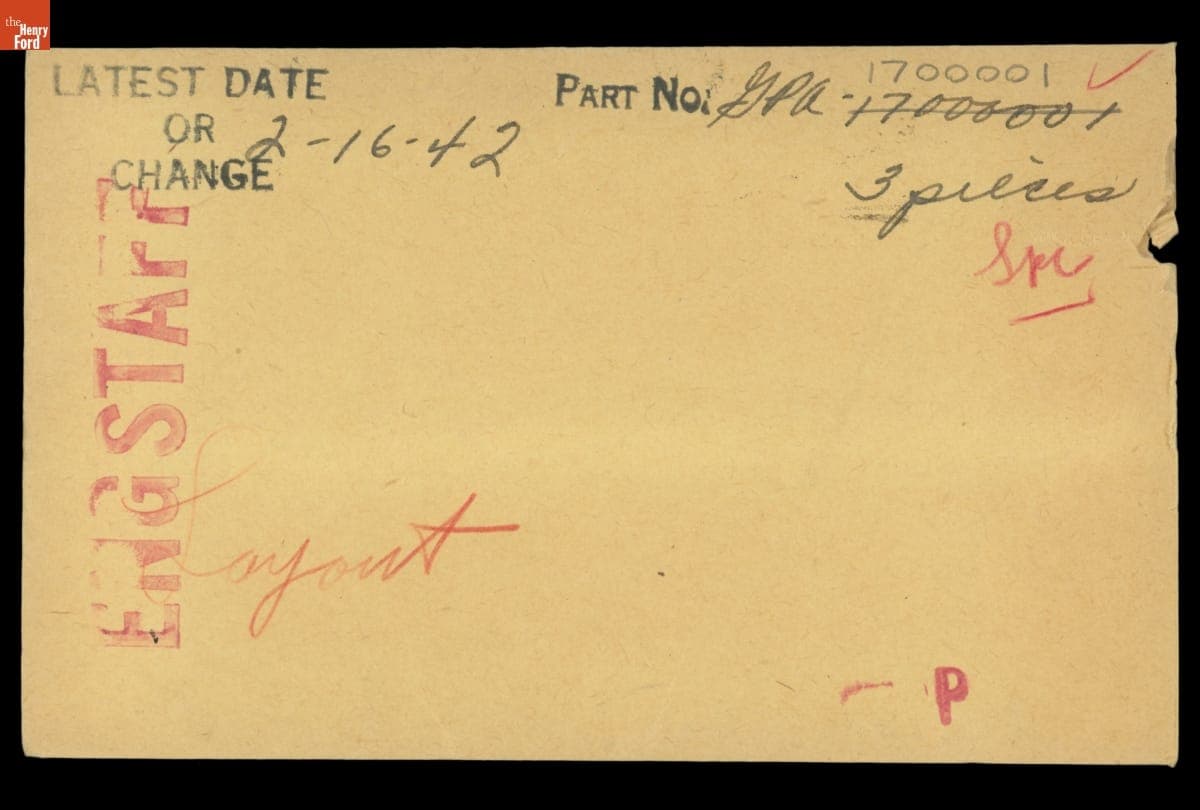 the Henry Ford
LATEST DATE
OR
CHANGE 2-16-42
PART NO: GPA - 1700001
17000001
3 pieces
Spl
ENGSTAFF
Layout
- P